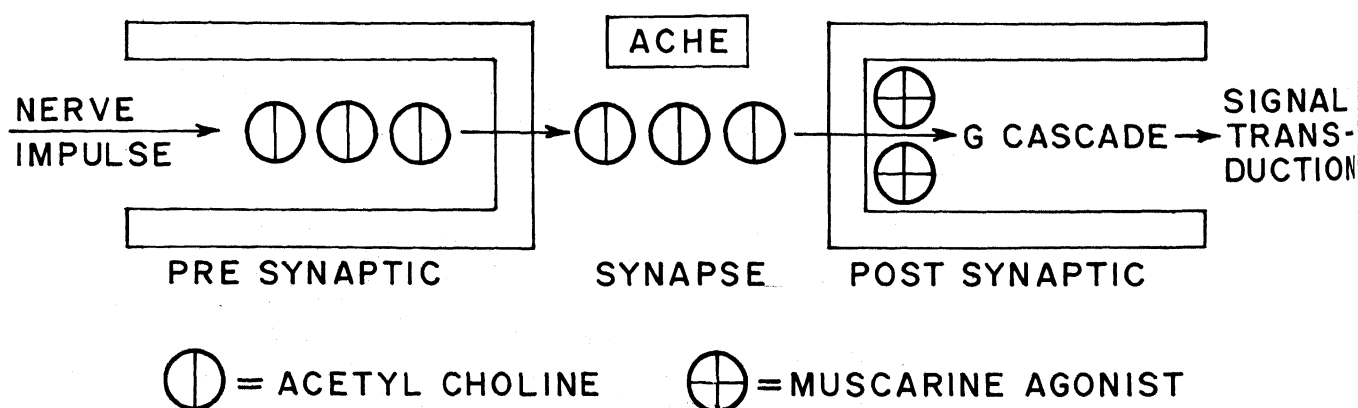 ACHE
NERVE
IMPULSE
G CASCADE
SIGNAL
TRANS-
DUCTION
PRE SYNAPTIC
SYNAPSE
POST SYNAPTIC
= ACETYL CHOLINE
= MUSCARINE AGONIST